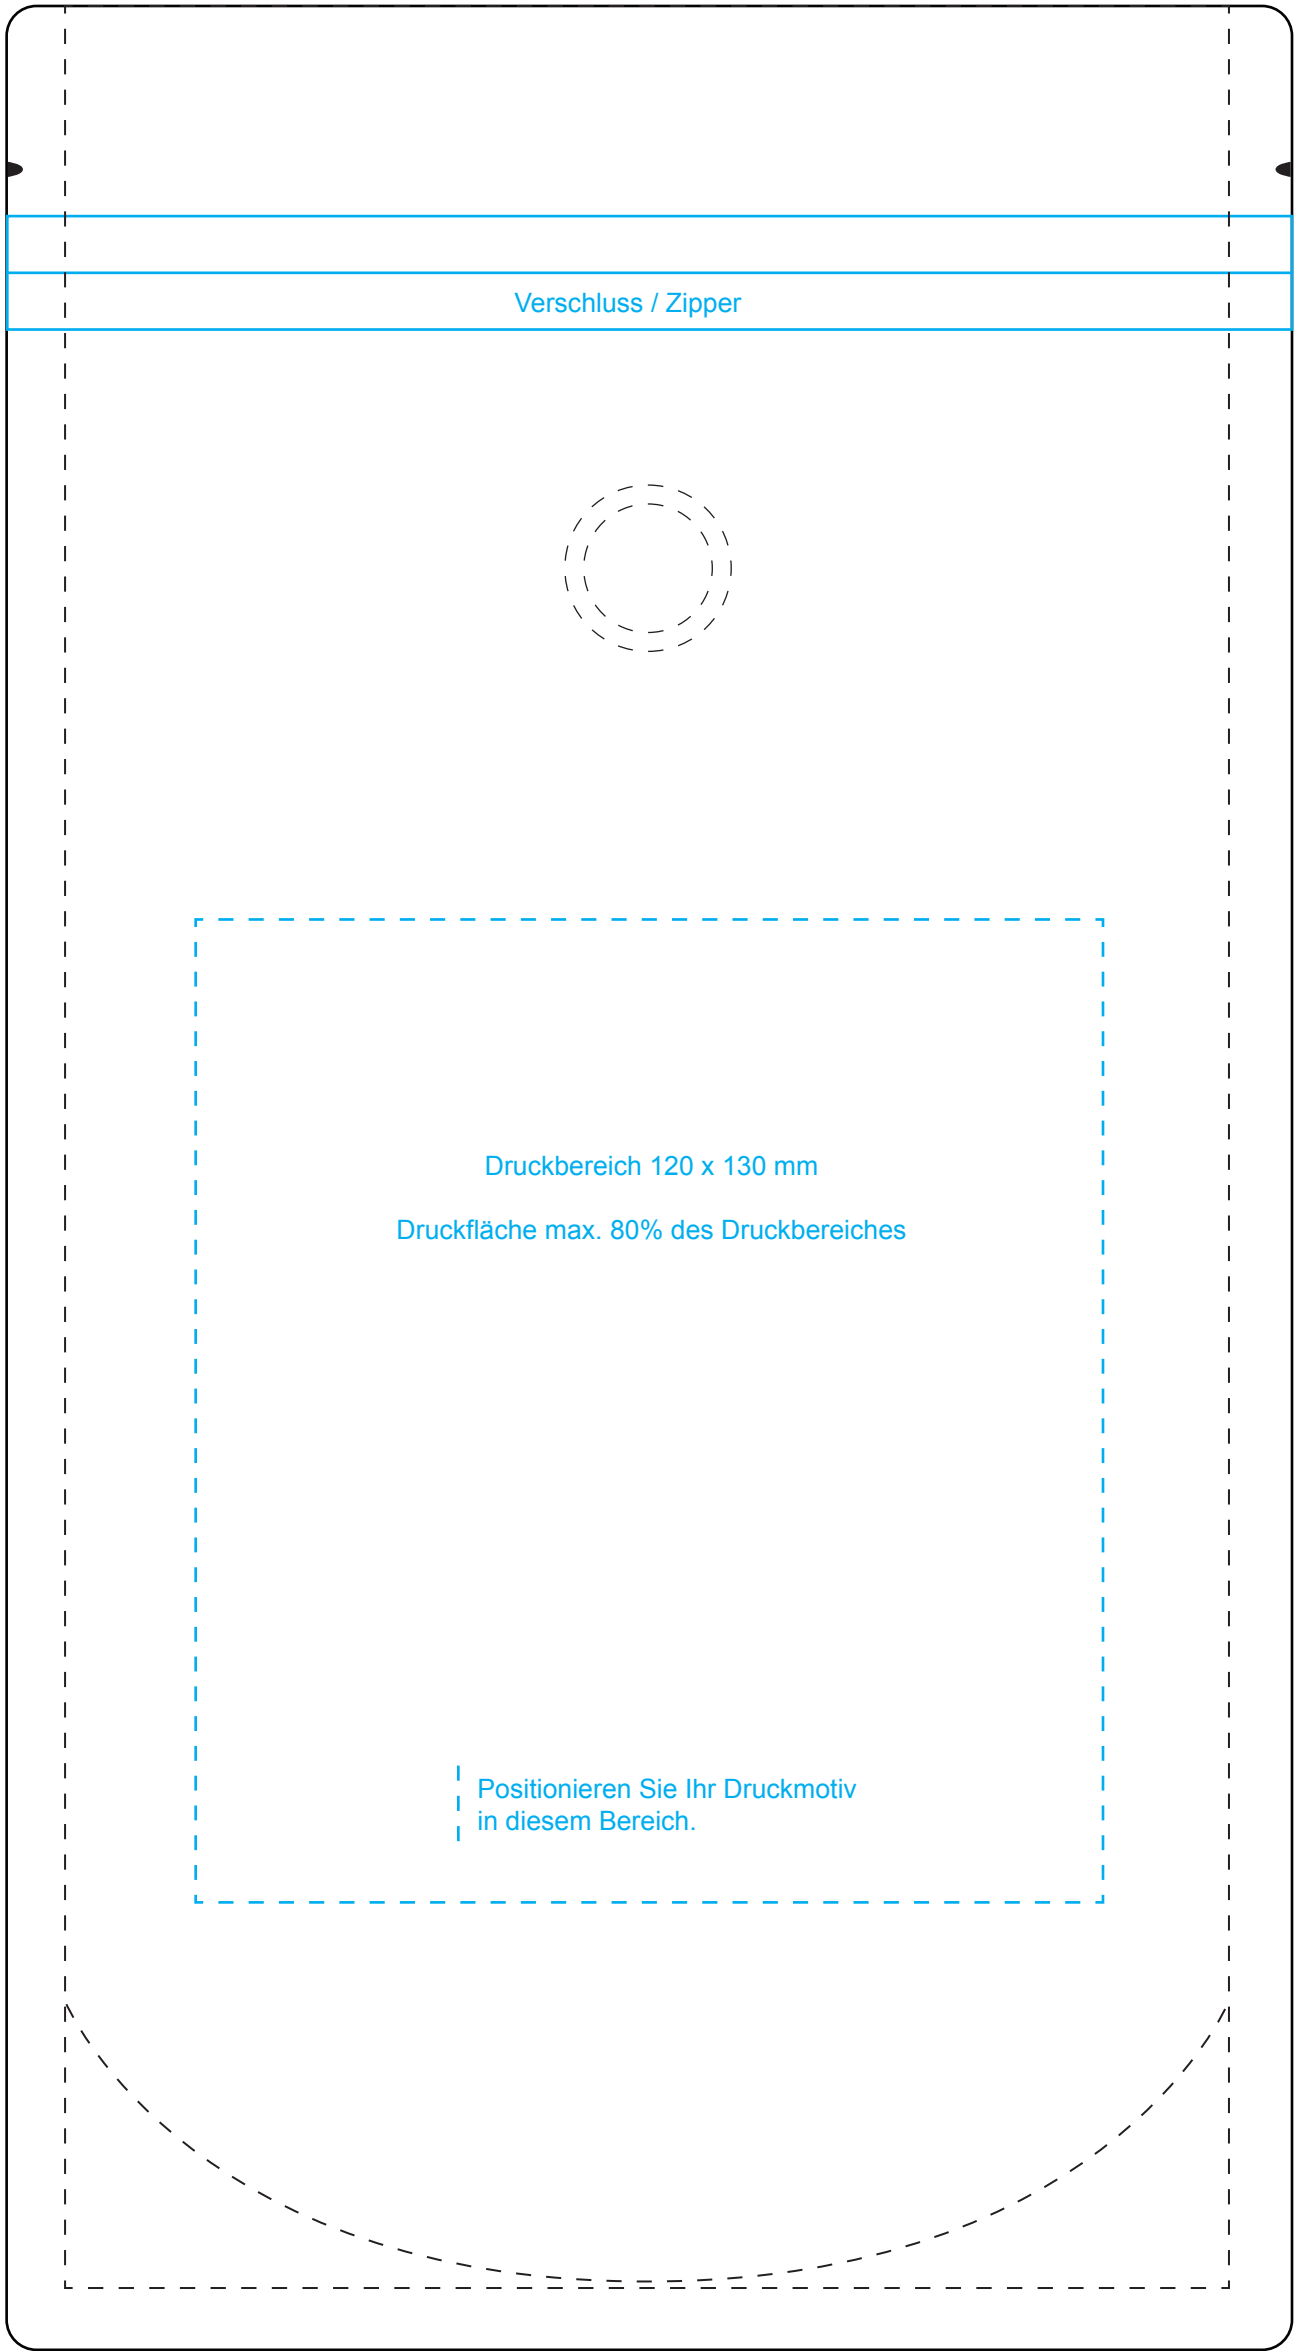 Verschluss / Zipper
Druckbereich 120 x 130 mm
Druckfläche max. 80% des Druckbereiches
Positionieren Sie Ihr Druckmotiv
in diesem Bereich.